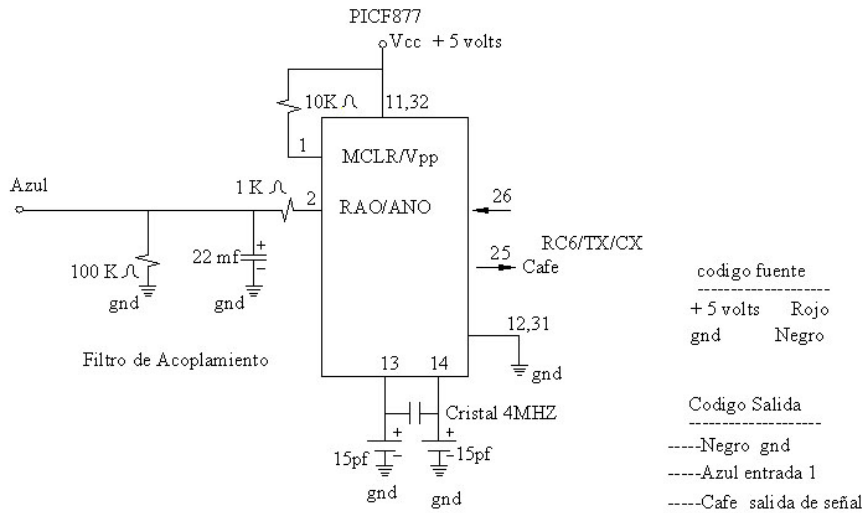 PICF877
Vcc + 5 volts
10K Ω
11,32
1
MCLR/Vpp
Azul
1 K Ω
2
RAO/ANO
26
25
RC6/TX/CX
Cafe
100 K Ω
22 mf
+
-
gnd
gnd
codigo fuente
--------------------
+ 5 volts Rojo
gnd Negro
12,31
gnd
Filtro de Acoplamiento
13
14
Cristal 4MHZ
+
-
+
-
15pf
15pf
gnd
gnd
Codigo Salida
--------------------
-----Negro gnd
-----Azul entrada 1
-----Cafe salida de señal